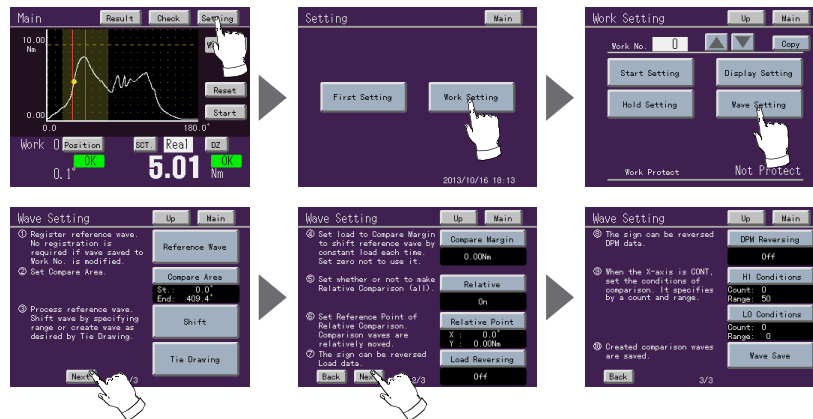 Main
Result
Check
Setting
10.00
Nm
Reset
Start
0.00
0.0
180.0°
Work 0
Position
SCT.
Real
DZ
OK
OK
0.1°
5.01
Nm
Setting
Main
First Setting
Work Setting
2013/10/16 18:13
Work Setting
Up
Main
Work No.
0
Copy
Start Setting
Display Setting
Hold Setting
Wave Setting
Work Protect
Not Protect
Wave Setting
Up
Main
① Register reference wave.
No registration is
required if wave saved to
Work No. is modified.
Reference Wave
② Set Compare Area.
Compare Area
St.: 0.0°
End: 409.4°
③ Process reference wave.
Shift wave by specifying
range or create wave as
desired by Tie Drawing.
Shift
Tie Drawing
Next
/3
Wave Setting
Up
Main
④ Set load to Compare Margin
to shift reference wave by
constant load each time.
Set zero not to use it.
Compare Margin
0.00Nm
⑤ Set whether or not to make
Relative Comparison (all).
Relative
On
⑥ Set Reference Point of
Relative Comparison.
Comparison waves are
relatively moved.
Relative Point
X : 0.0°
Y : 0.00Nm
⑦ The sign can be reversed
Load data.
Load Reversing
Off
Back
Next
2/3
Wave Setting
Up
Main
⑧ The sign can be reversed
DPM data.
DPM Reversing
Off
⑨ When the X-axis is CONT,
set the conditions of
comparison. It specifies
by a count and range.
HI Conditions
Count: 0
Range: 50
LO Conditions
Count: 0
Range: 0
⑩ Created comparison waves
are saved.
Wave Save
Back
3/3